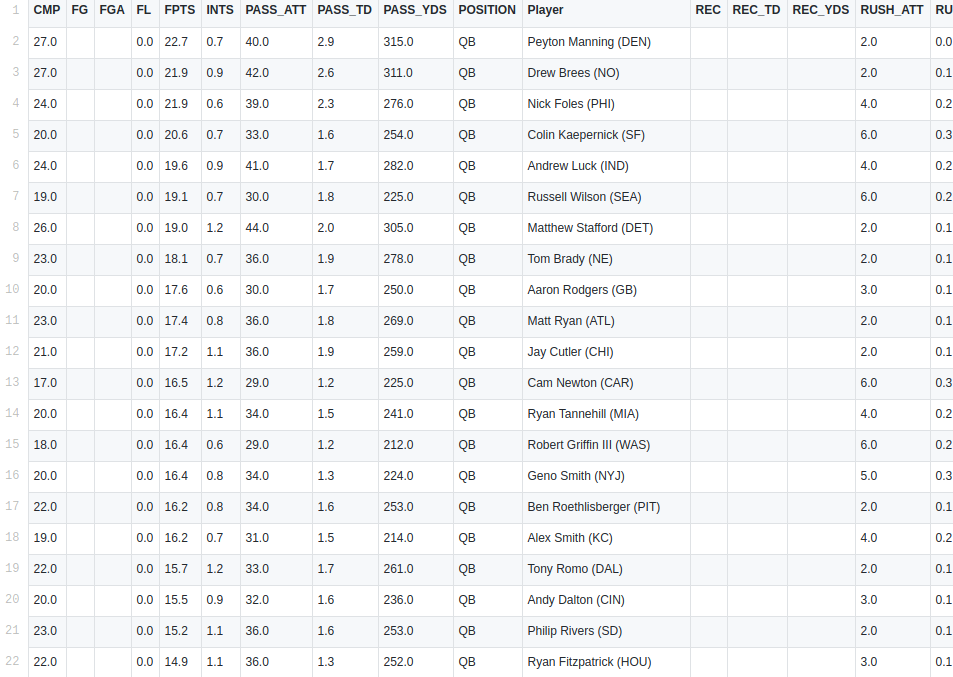 1 CMP FG FGA FL FPTS INTS PASS_ATT PASS_TD PASS_YDS POSITION Player REC REC_TD REC_YDS RUSH_ATT RU
2 27.0 0.0 22.7 0.7 40.0 2.9 315.0 QB Peyton Manning (DEN) 2.0 0.0
3 27.0 0.0 21.9 0.9 42.0 2.6 311.0 QB Drew Brees (NO) 2.0 0.1
4 24.0 0.0 21.9 0.6 39.0 2.3 276.0 QB Nick Foles (PHI) 4.0 0.2
5 20.0 0.0 20.6 0.7 33.0 1.6 254.0 QB Colin Kaepernick (SF) 6.0 0.3
6 24.0 0.0 19.6 0.9 41.0 1.7 282.0 QB Andrew Luck (IND) 4.0 0.2
7 19.0 0.0 19.1 0.7 30.0 1.8 225.0 QB Russell Wilson (SEA) 6.0 0.2
8 26.0 0.0 19.0 1.2 44.0 2.0 305.0 QB Matthew Stafford (DET) 2.0 0.1
9 23.0 0.0 18.1 0.7 36.0 1.9 278.0 QB Tom Brady (NE) 2.0 0.1
10 20.0 0.0 17.6 0.6 30.0 1.7 250.0 QB Aaron Rodgers (GB) 3.0 0.1
11 23.0 0.0 17.4 0.8 36.0 1.8 269.0 QB Matt Ryan (ATL) 2.0 0.1
12 21.0 0.0 17.2 1.1 36.0 1.9 259.0 QB Jay Cutler (CHI) 2.0 0.1
13 17.0 0.0 16.5 1.2 29.0 1.2 225.0 QB Cam Newton (CAR) 6.0 0.3
14 20.0 0.0 16.4 1.1 34.0 1.5 241.0 QB Ryan Tannehill (MIA) 4.0 0.2
15 18.0 0.0 16.4 0.6 29.0 1.2 212.0 QB Robert Griffin III (WAS) 6.0 0.2
16 20.0 0.0 16.4 0.8 34.0 1.3 224.0 QB Geno Smith (NYJ) 5.0 0.3
17 22.0 0.0 16.2 0.8 34.0 1.6 253.0 QB Ben Roethlisberger (PIT) 2.0 0.1
18 19.0 0.0 16.2 0.7 31.0 1.5 214.0 QB Alex Smith (KC) 4.0 0.2
19 22.0 0.0 15.7 1.2 33.0 1.7 261.0 QB Tony Romo (DAL) 2.0 0.1
20 20.0 0.0 15.5 0.9 32.0 1.6 236.0 QB Andy Dalton (CIN) 3.0 0.1
21 23.0 0.0 15.2 1.1 36.0 1.6 253.0 QB Philip Rivers (SD) 2.0 0.1
22 22.0 0.0 14.9 1.1 36.0 1.3 252.0 QB Ryan Fitzpatrick (HOU) 3.0 0.1